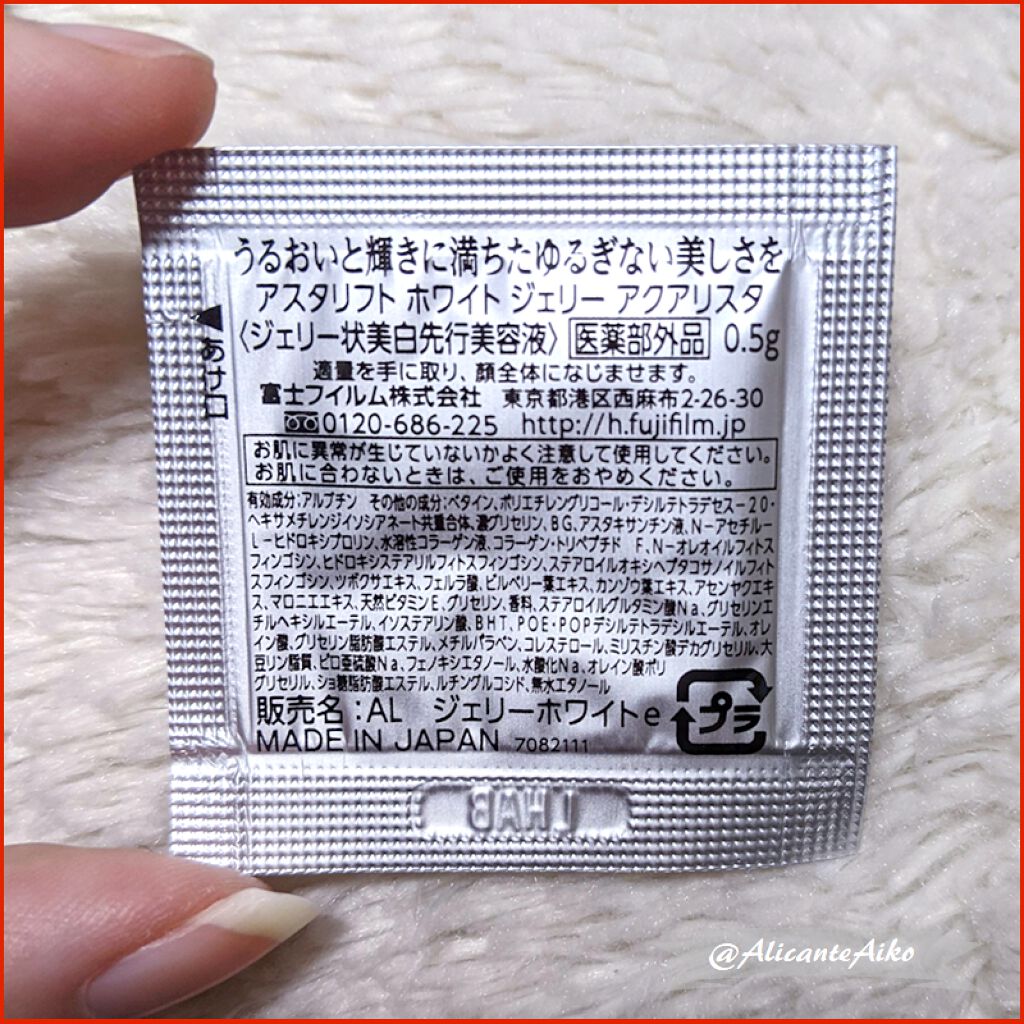 うるおいと輝きに満ちたゆるぎない美しさを
アスタリフト ホワイト ジェリー アクアリスタ
〈ジェリー状美白先行美容液〉 医薬部外品 0.5g
適量を手に取り、顔全体になじませます。
富士フイルム株式会社 東京都港区西麻布2-26-30
0120-686-225 http://h.fujifilm.jp
お肌に異常が生じていないかよく注意して使用してください。
お肌に合わないときは、ご使用をおやめください。
有効成分:アルブチン その他の成分:ベタイン、ポリエチレングリコール・デシルテトラデセス-20・
ヘキサメチレンジイソシアネート共重合体、濃グリセリン、BG、アスタキサンチン液、N-アセチル-
L-ヒドロキシプロリン、水溶性コラーゲン液、コラーゲン・トリペプチド F、N-オレオイルフィトス
フィンゴシン、ヒドロキシステアリルフィトスフィンゴシン、ステアロイルオキシヘプタコサノイルフィト
スフィンゴシン、ツボクサエキス、フェルラ酸、ビルベリー葉エキス、カンゾウ葉エキス、アセンヤクエキ
ス、マロニエエキス、天然ビタミンE、グリセリン、香料、ステアロイルグルタミン酸Na、グリセリンエ
チルヘキシルエーテル、イソステアリン酸、BHT、POE・POPデシルテトラデシルエーテル、オレ
イン酸、グリセリン脂肪酸エステル、メチルパラベン、コレステロール、ミリスチン酸デカグリセリル、大
豆リン脂質、ピロ亜硫酸Na、フェノキシエタノール、水酸化Na、オレイン酸ポリ
グリセリル、ショ糖脂肪酸エステル、ルチングルコシド、無水エタノール
販売名:AL ジェリーホワイトe
MADE IN JAPAN 7082111
プラ
あけ口
LHAB
@AlicanteAiko